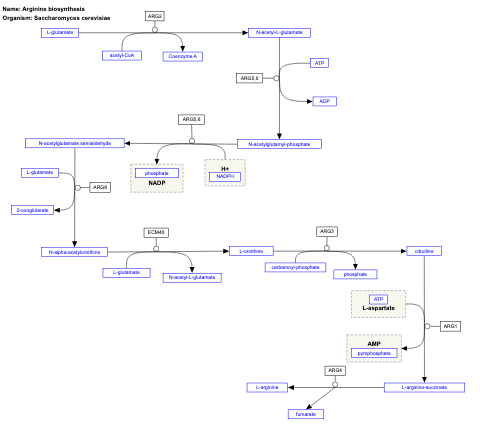 Name: Arginine biosynthesis
Organism: Saccharomyces cerevisiae
ARG2
L-glutamate
N-acetyl-L-glutamate
acetyl-CoA
Coenzyme A
ATP
ARG5,6
ADP
ARG5,6
N-acetylglutamate semialdehyde
N-acetylglutamyl-phosphate
phosphate
NADP
H+
NADPH
L-glutamate
ARG8
2-oxoglutarate
ECM40
ARG3
N-alpha-acetylornithine
L-ornithine
citrulline
L-glutamate
N-acetyl-L-glutamate
carbamoyl-phosphate
phosphate
ATP
L-aspartate
ARG1
AMP
pyrophosphate
ARG4
L-arginine
L-arginino-succinate
fumarate